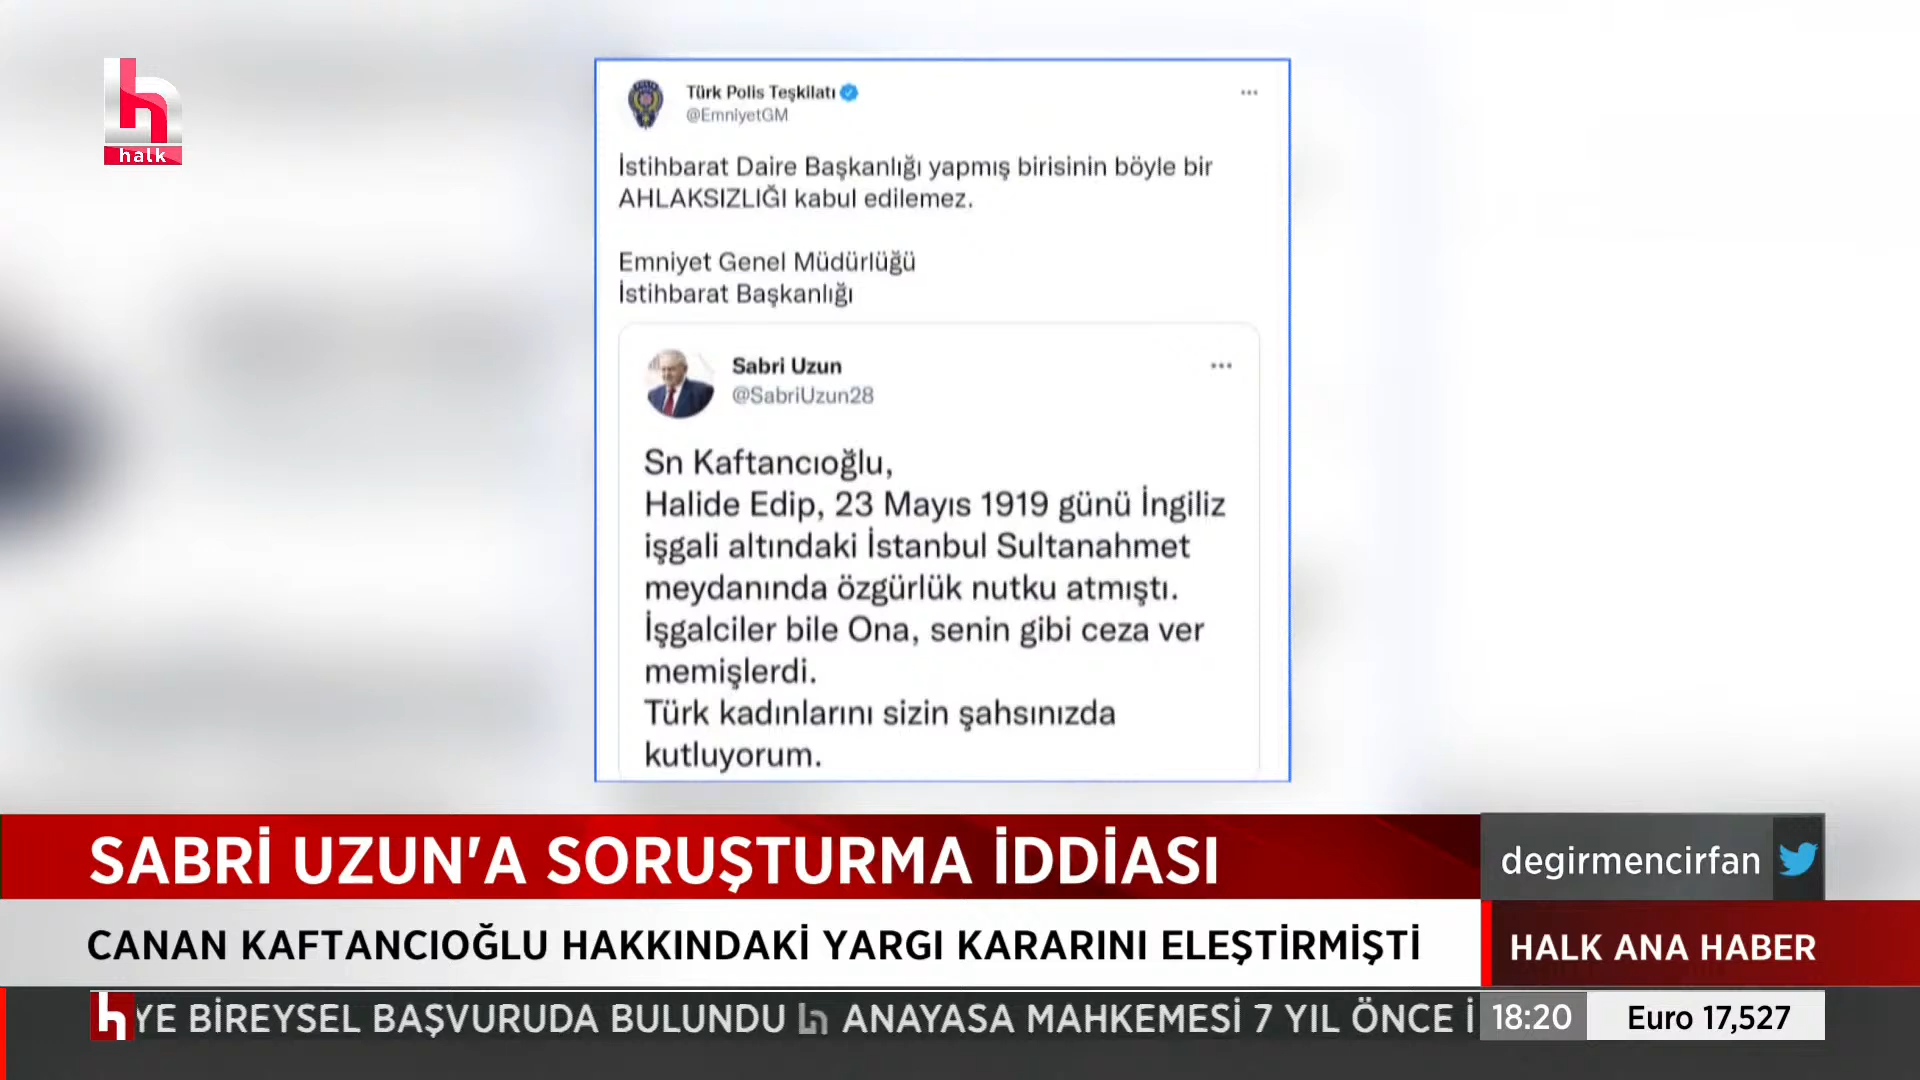 halk
Türk Polis Teşkilatı
@EmniyetGM
İstihbarat Daire Başkanlığı yapmış birisinin böyle bir
AHLAKSIZLIĞI kabul edilemez.
Emniyet Genel Müdürlüğü
İstihbarat Başkanlığı
Sabri Uzun
@SabriUzun28
Sn Kaftancıoğlu,
Halide Edip, 23 Mayıs 1919 günü İngiliz
işgali altındaki İstanbul Sultanahmet
meydanında özgürlük nutku atmıştı.
İşgalciler bile Ona, senin gibi ceza ver
memişlerdi.
Türk kadınlarını sizin şahsınızda
kutluyorum.
SABRİ UZUN'A SORUŞTURMA İDDİASI
degirmencirfan
CANAN KAFTANCIOĞLU HAKKINDAKİ YARGI KARARINI ELEŞTİRMİŞTİ
HALK ANA HABER
YE BİREYSEL BAŞVURUDA BULUNDU h ANAYASA MAHKEMESİ 7 YIL ÖNCE İ
18:20
Euro 17,527